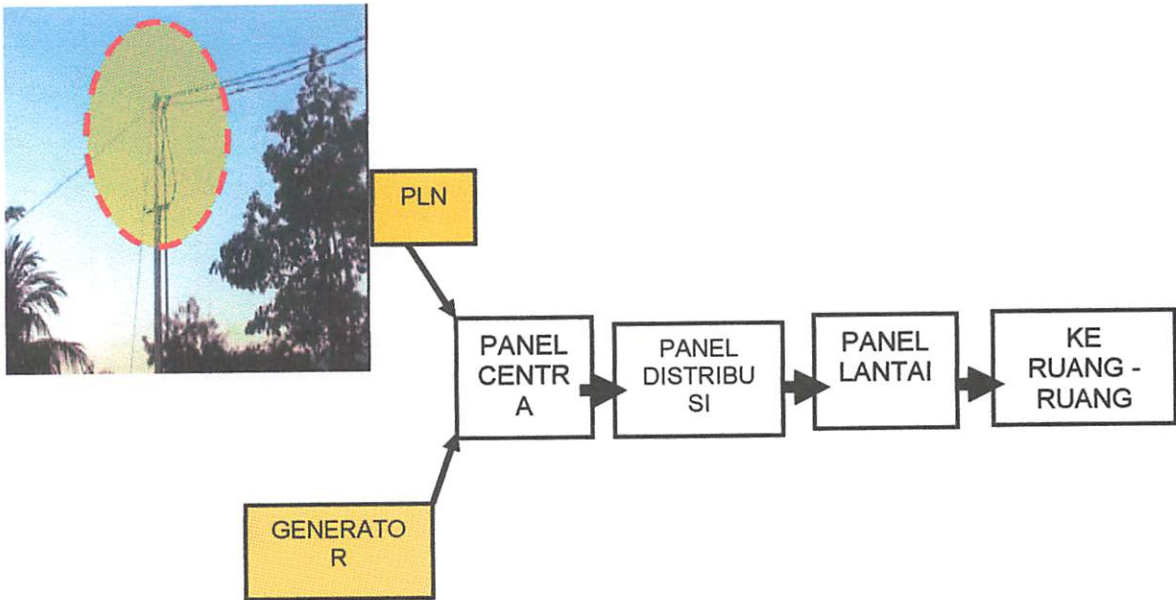 PLN
PANEL
CENTR
A
PANEL
DISTRIBU
SI
PANEL
LANTAI
KE
RUANG -
RUANG
GENERATO
R